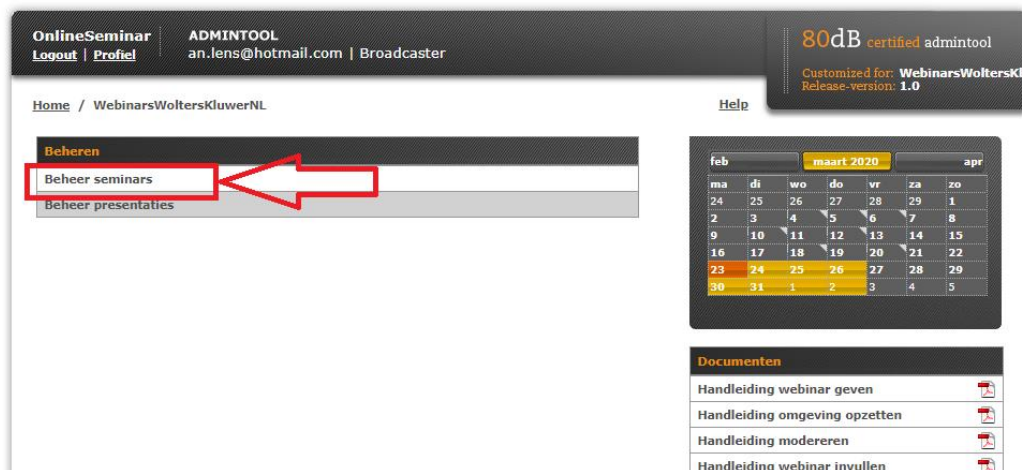 OnlineSeminar
Logout | Profiel
ADMINTOOL
an.lens@hotmail.com | Broadcaster
80dB certified admintool
Customized for: WebinarsWoltersKl
Release-version: 1.0
Home / WebinarsWoltersKluwerNL
Help
Beheren
Beheer seminars
Beheer presentaties
feb maart 2020 apr
ma di wo do vr za zo
24 25 26 27 28 29 1
2 3 4 5 6 7 8
9 10 11 12 13 14 15
16 17 18 19 20 21 22
23 24 25 26 27 28 29
30 31 1 2 3 4 5
Documenten
Handleiding webinar geven
Handleiding omgeving opzetten
Handleiding modereren
Handleiding webinar invullen